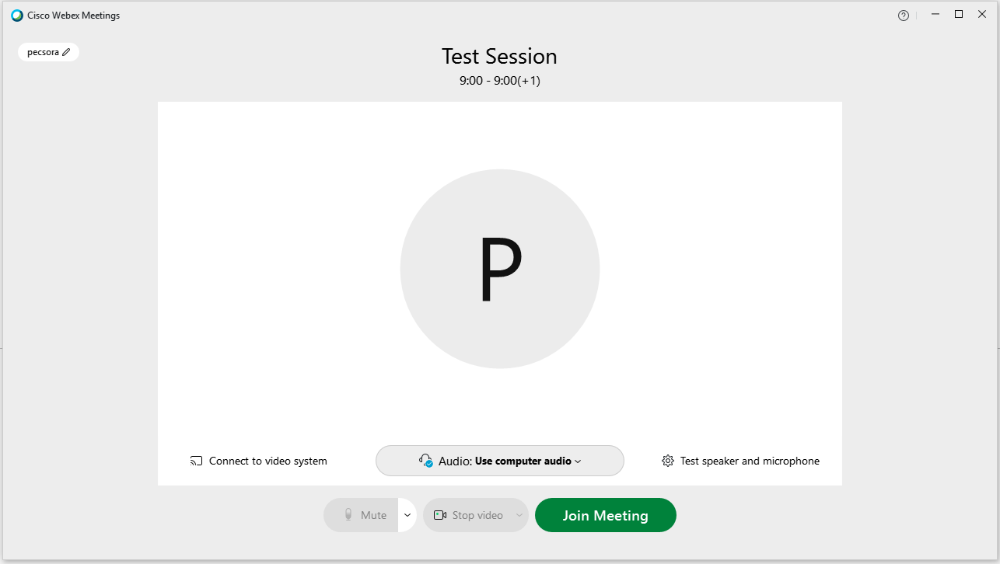 Cisco Webex Meetings
pecsora
Test Session
9:00 - 9:00(+1)
P
Connect to video system
Audio: Use computer audio
Test speaker and microphone
Mute
Stop video
Join Meeting